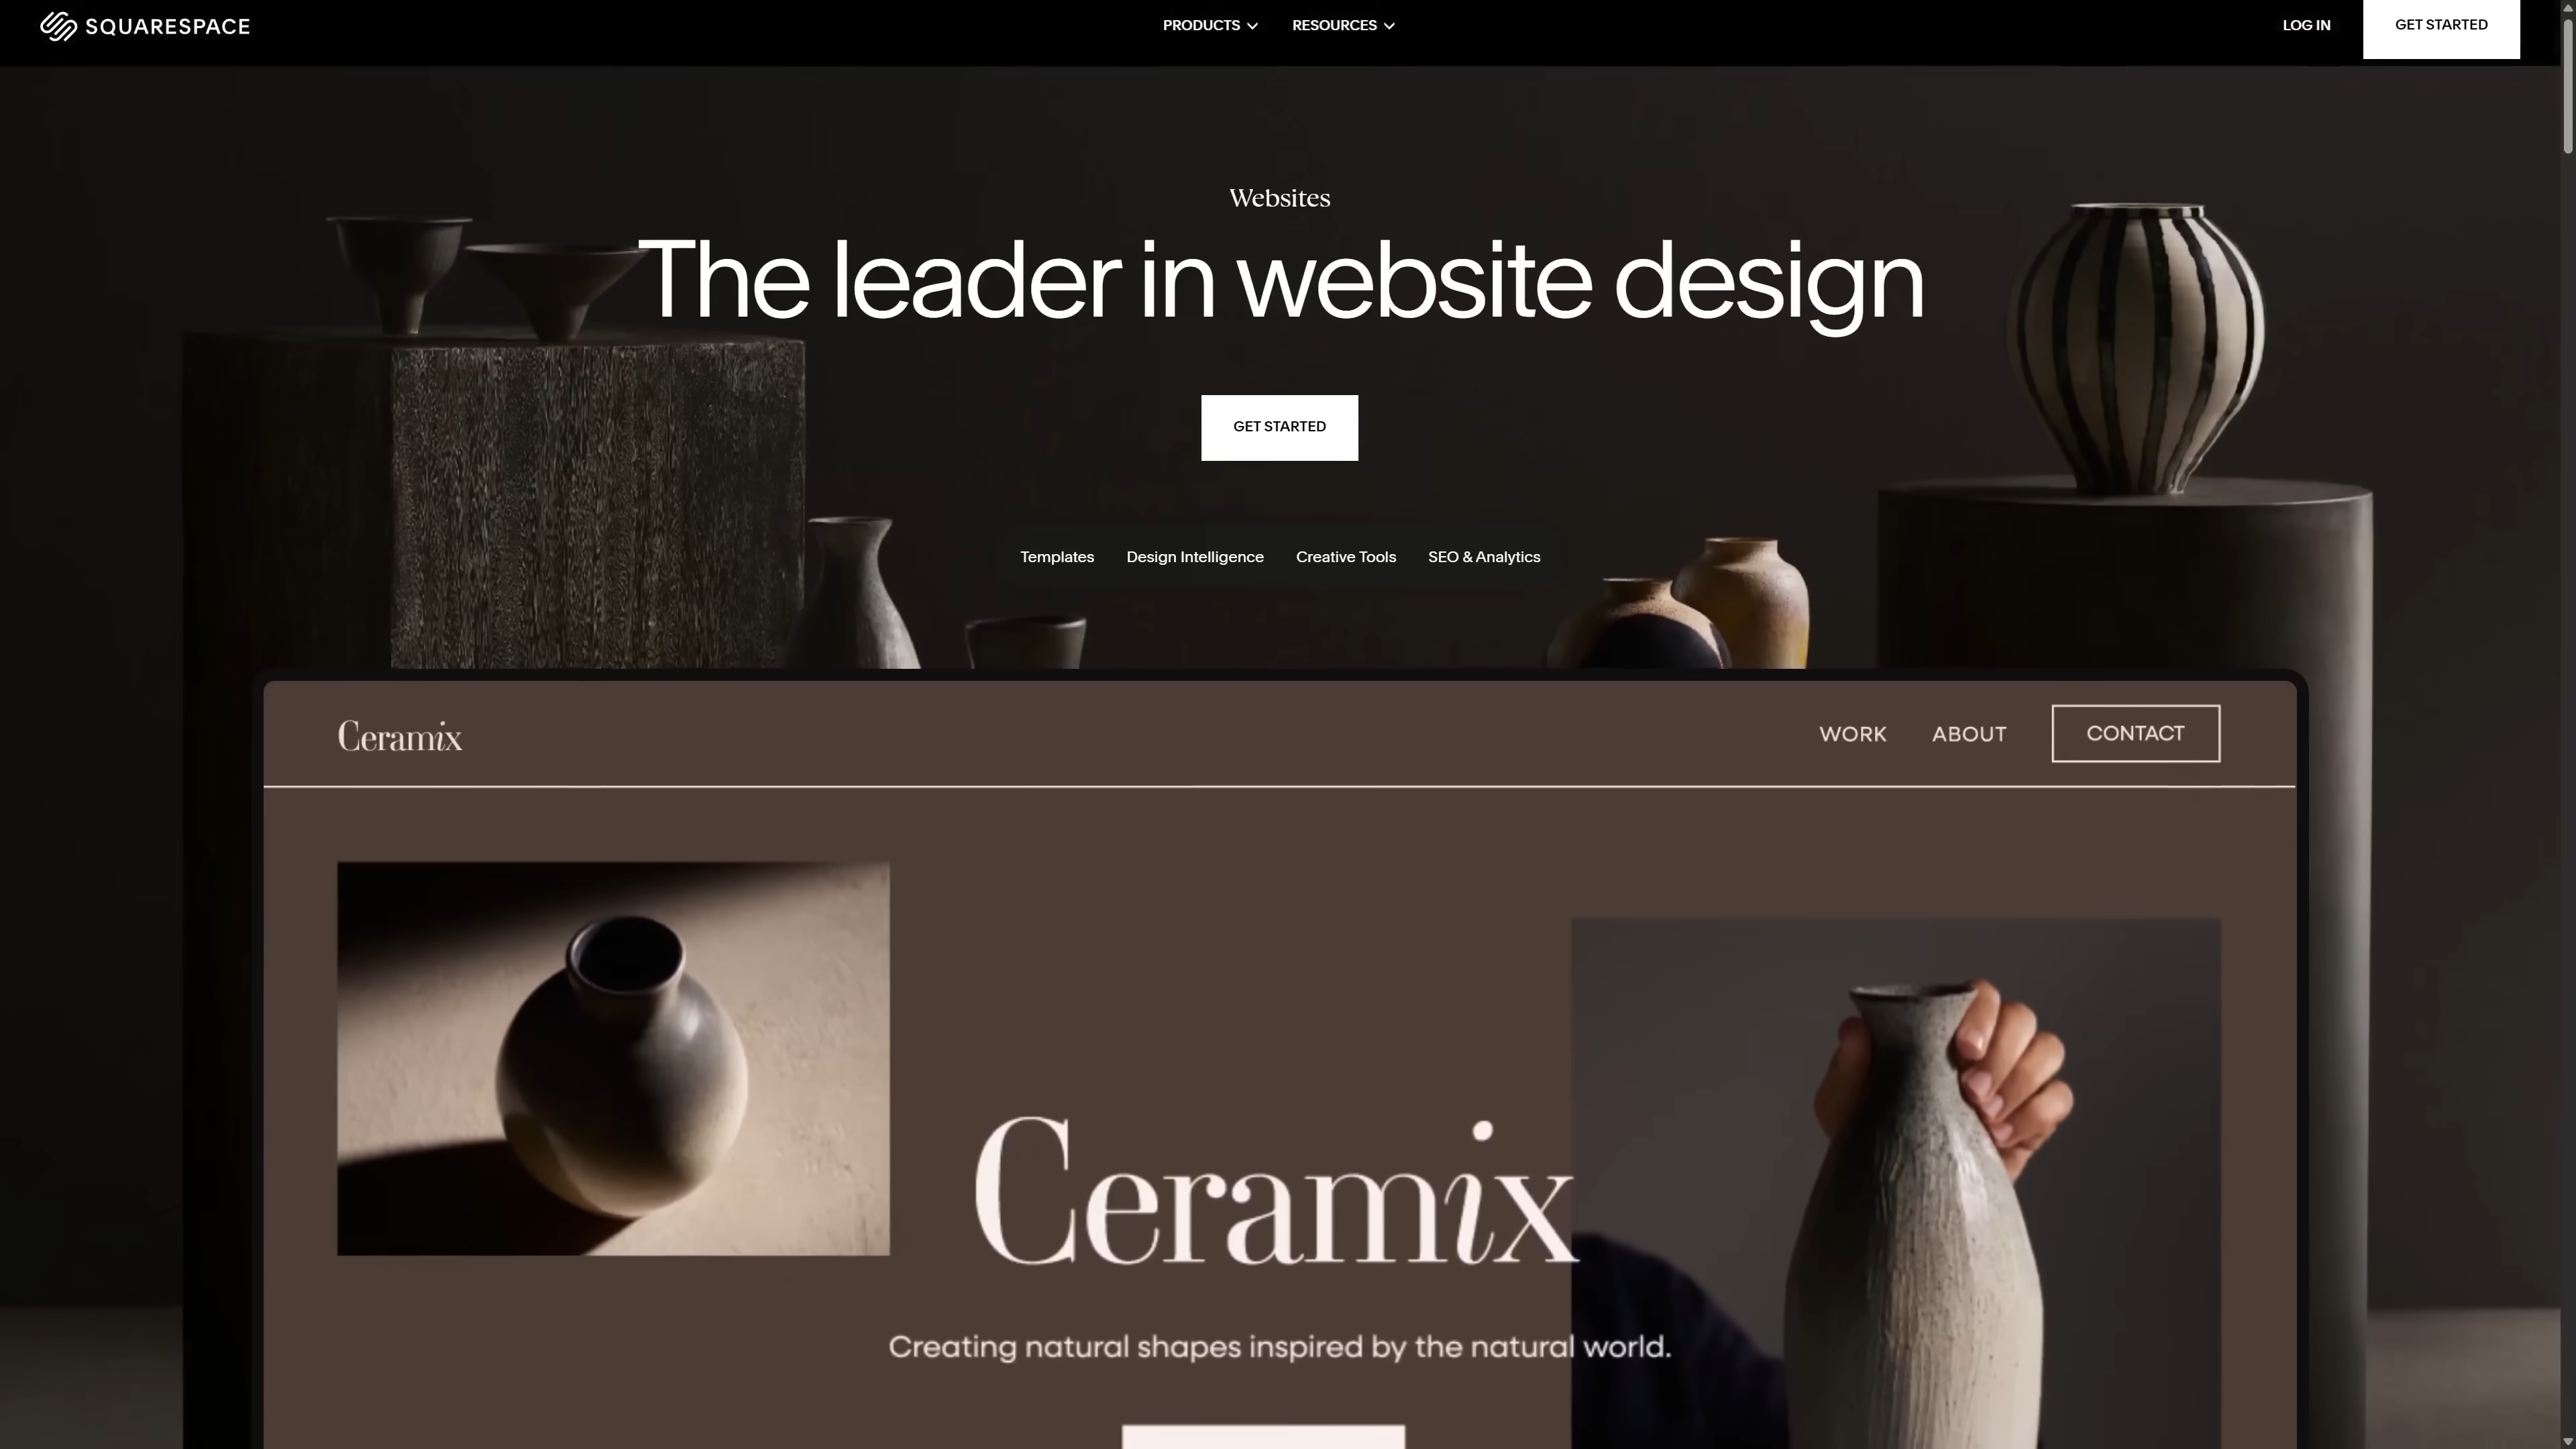 SQUARESPACE
PRODUCTS
RESOURCES
LOG IN
GET STARTED
Websites
The leader in website design
GET STARTED
Templates
Design Intelligence
Creative Tools
SEO & Analytics
Ceramix
WORK
ABOUT
CONTACT
Ceramix
Creating natural shapes inspired by the natural world.